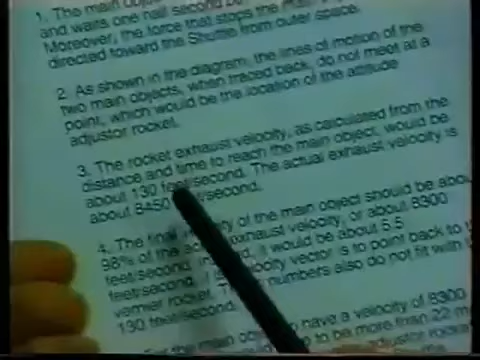 1. The main
and waits one half second
Moreover, the force that stops the main
directed toward the Shuttle from outer space.
2. As shown in the diagram, the lines of motion of the
two main objects, when traced back, do not meet at a
point, which would be the location of the attitude
adjustor rocket.
3. The rocket exhaust velocity, as calculated from the
distance and time to reach the main object, would be
about 130 feet/second. The actual exhaust velocity is
about 8450 second.
4. The of the main object should be about
98% of the exhaust velocity, or about 8300
feet/second. it would be about 5.5
feet/second. velocity vector is to point back to
vernier rocket. numbers also do not fit with
130 feet/second.
the main have a velocity of 8300
to be more than 22